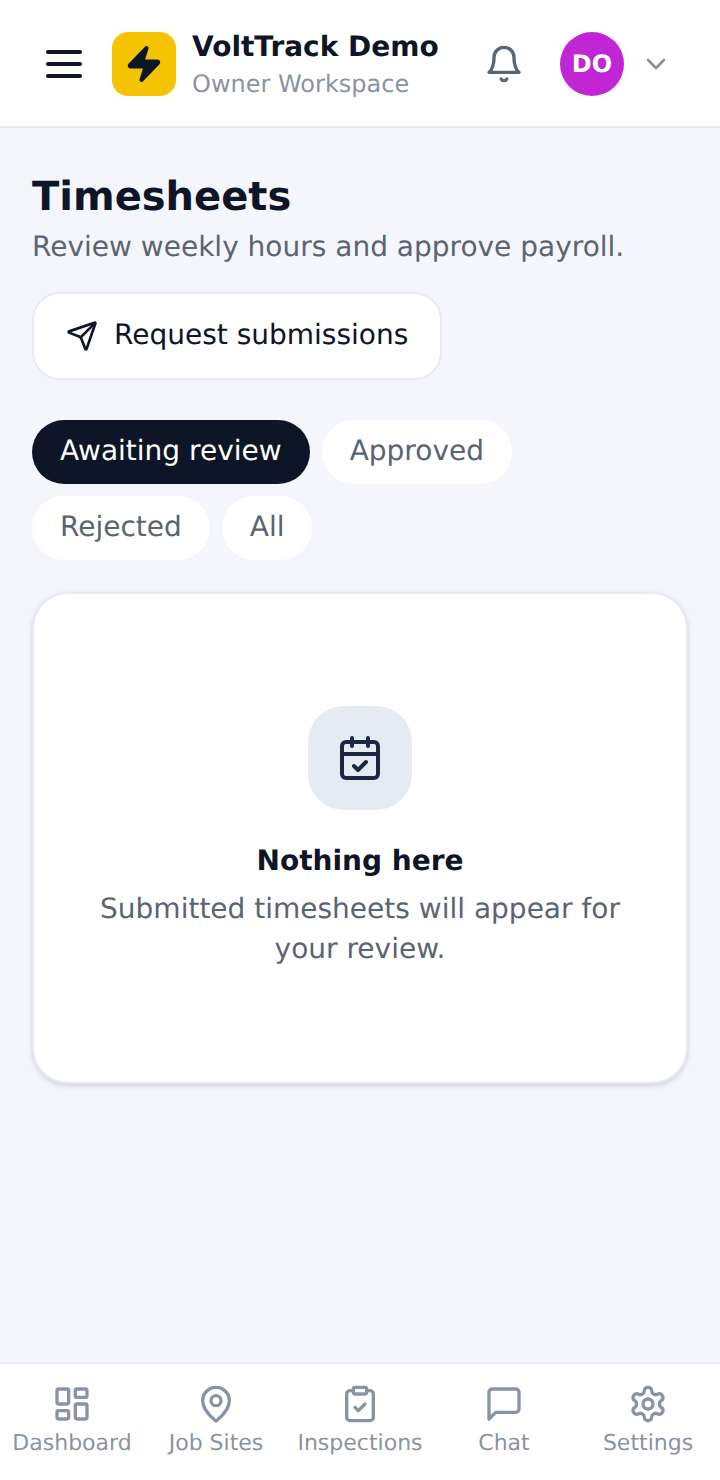 VoltTrack Demo
Owner Workspace
DO
Timesheets
Review weekly hours and approve payroll.
Request submissions
Awaiting review
Approved
Rejected
All
Nothing here
Submitted timesheets will appear for
your review.
Dashboard
Job Sites
Inspections
Chat
Settings